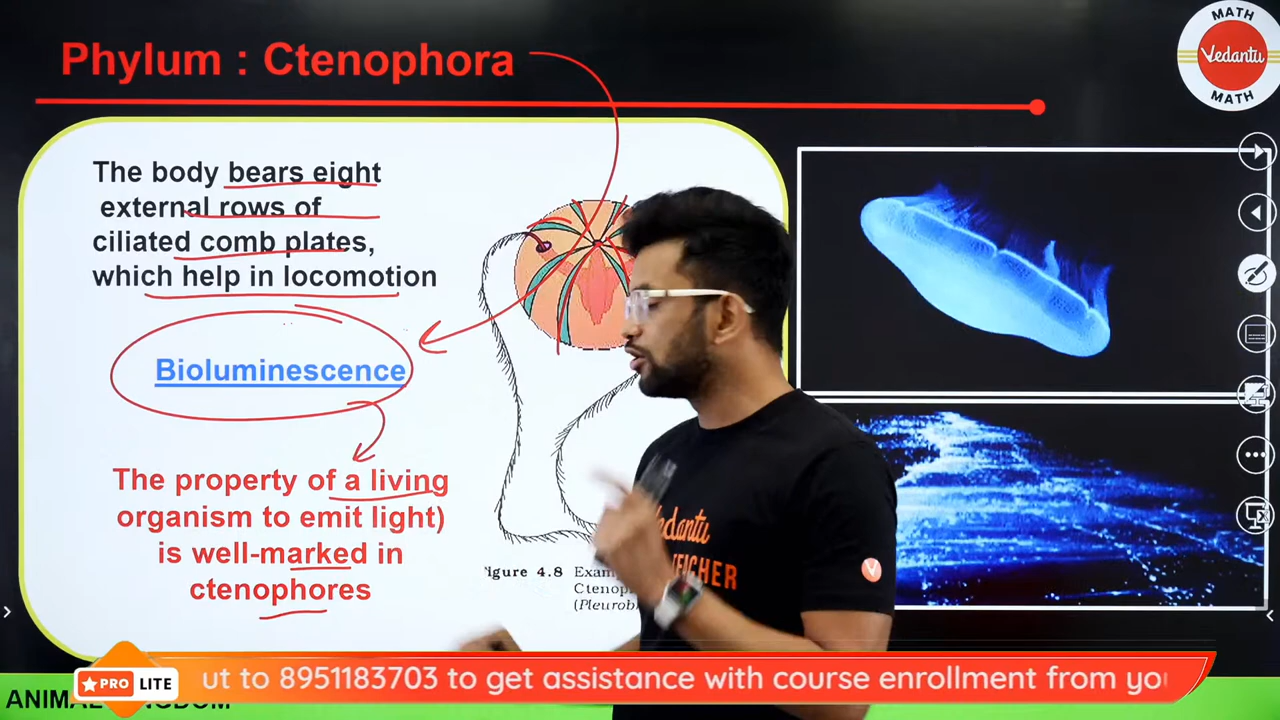 Phylum : Ctenophora
MATH
Vedantu
MATH
The body bears eight
external rows of
ciliated comb plates,
which help in locomotion
Bioluminescence
The property of a living
organism to emit light)
is well-marked in
ctenophores
igure 4.8
Vedantu
V
PRO LITE
ut to 8951183703 to get assistance with course enrollment from yo